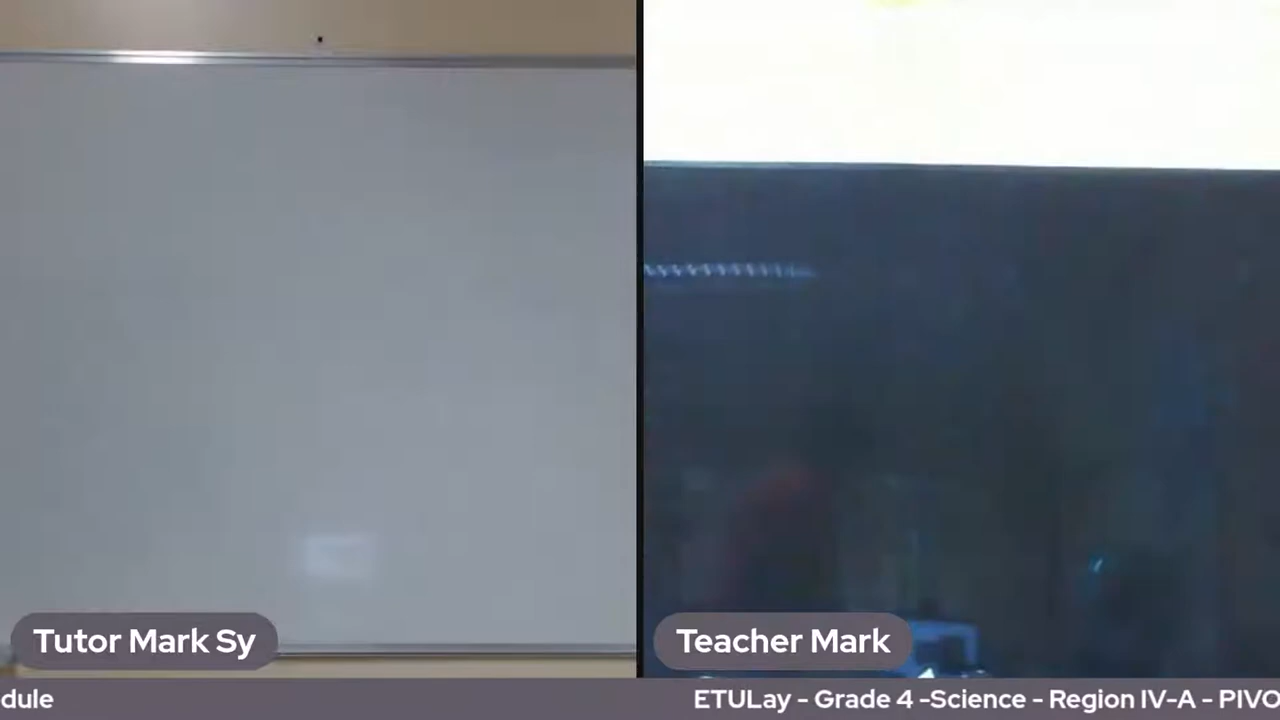 Tutor Mark Sy
Teacher Mark
dule
ETULay - Grade 4 -Science - Region IV-A - PIVO